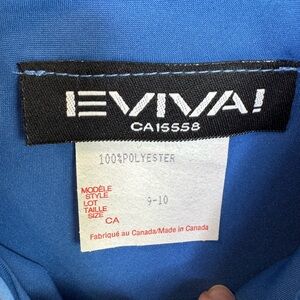 EVIVA!
CA15558
100%POLYESTER
MODÈLE
STYLE
LOT
TAILLE
SIZE
CA
9-10
Fabriqué au Canada/Made in Canada